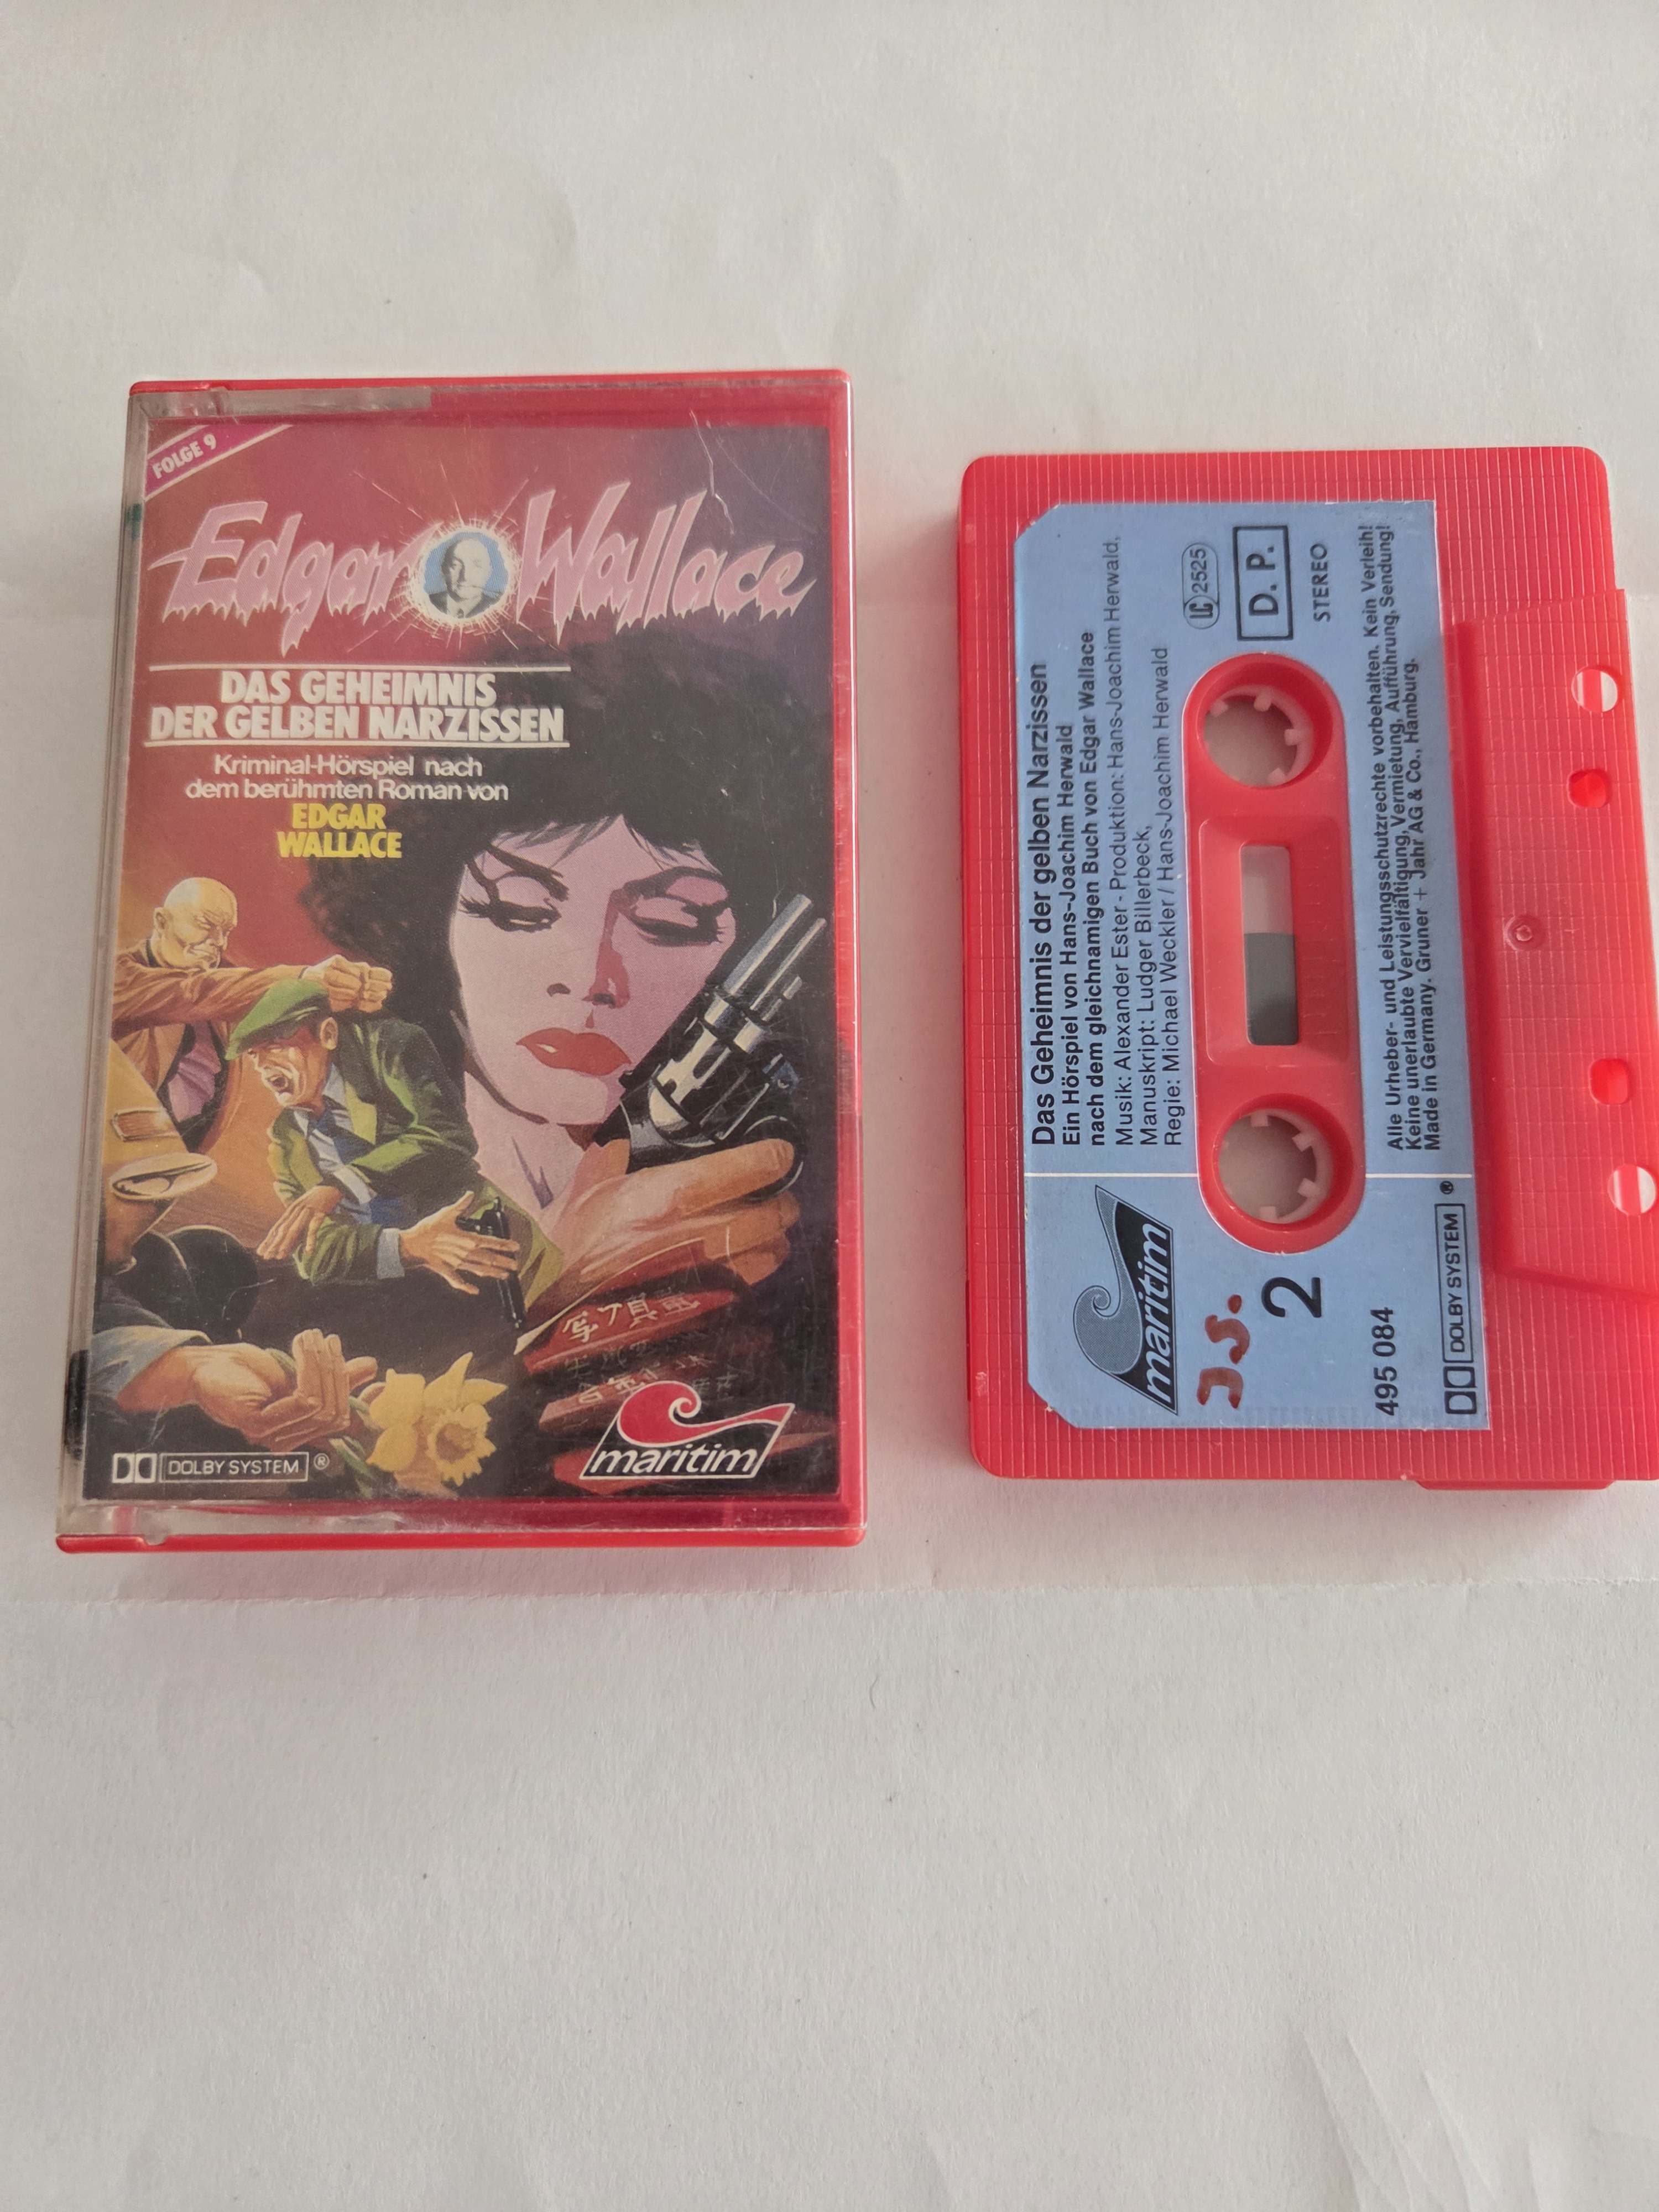 FOLGE 9
Edgar Wallace
DAS GEHEIMNIS
DER GELBEN NARZISSEN
Kriminal-Hörspiel nach
dem berühmten Roman von
EDGAR
WALLACE
DOLBY SYSTEM ®
maritim
Das Geheimnis der gelben Narzissen
Ein Hörspiel von Hans-Joachim Herwald
nach dem gleichnamigen Buch von Edgar Wallace
Musik: Alexander Ester - Produktion: Hans-Joachim Herwald,
Manuskript: Ludger Billerbeck,
Regie: Michael Weckler / Hans-Joachim Herwald
LC 2525
D. P.
STEREO
maritim
J.S.
2
495 084
Alle Urheber- und Leistungsschutzrechte vorbehalten. Kein Verleih!
Keine unerlaubte Vervielfältigung, Vermietung, Aufführung, Sendung!
Made in Germany. Gruner + Jahr AG & Co., Hamburg.
DOLBY SYSTEM ®